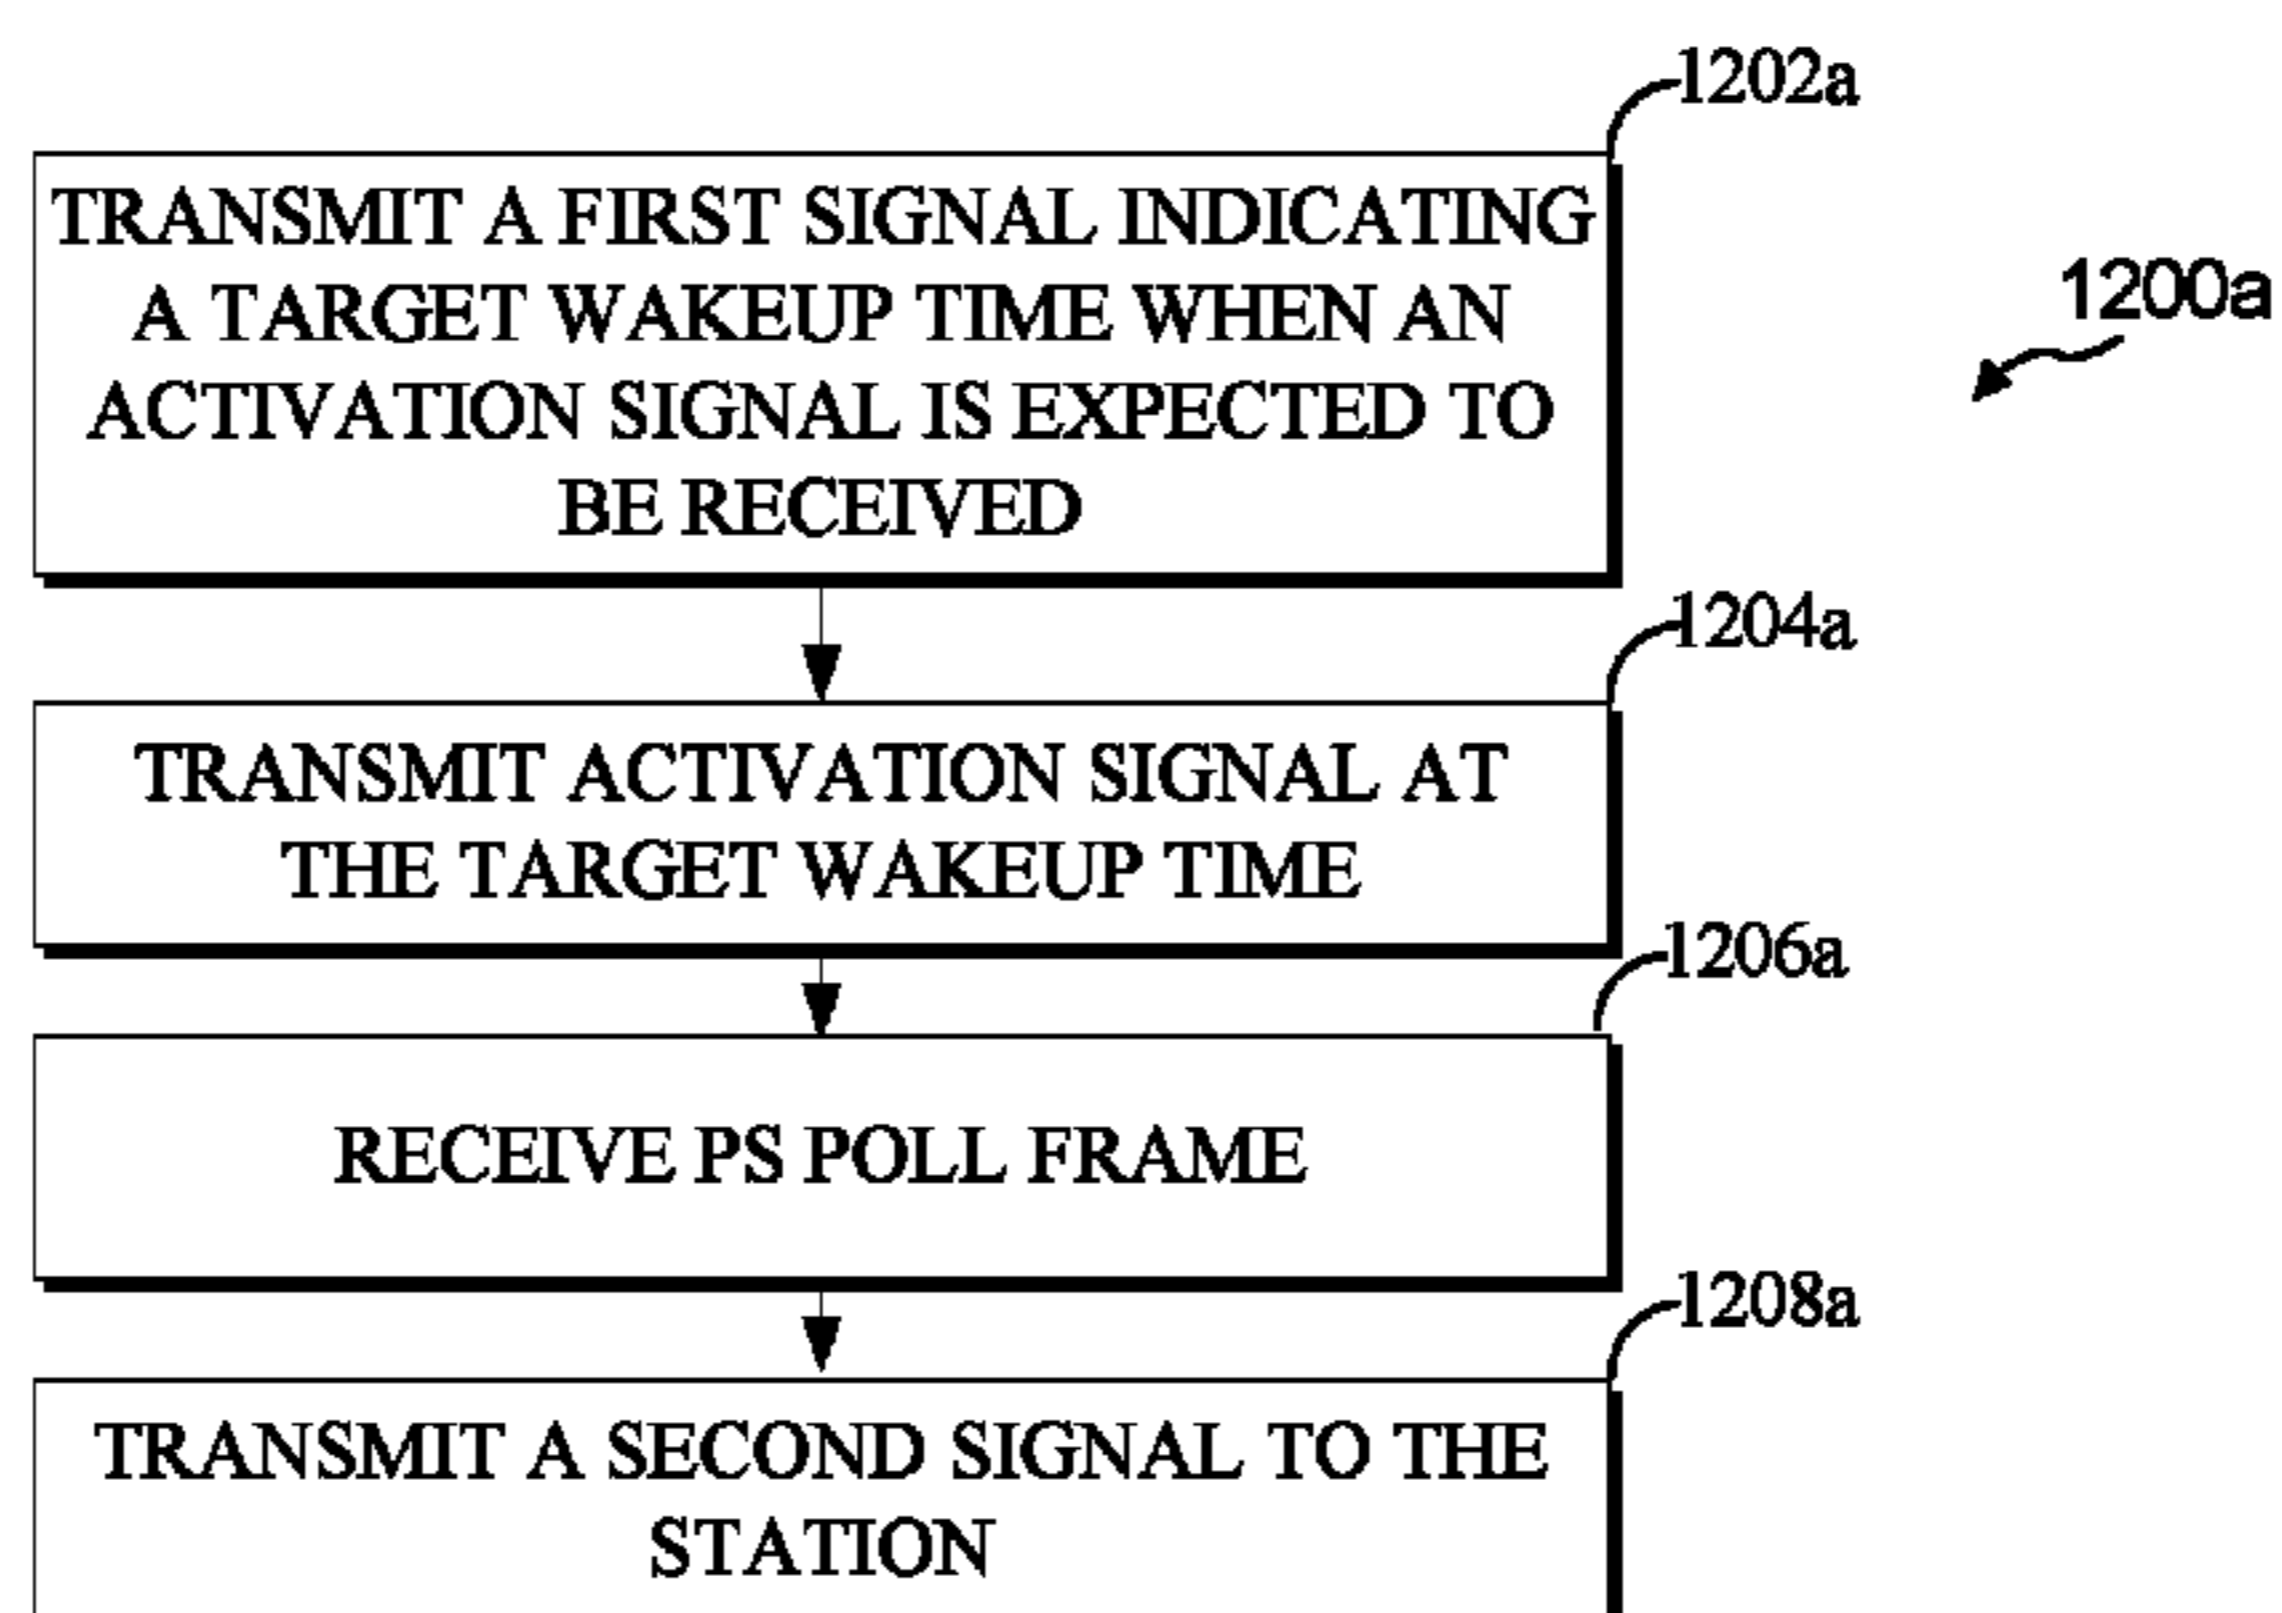 1202a
TRANSMIT A FIRST SIGNAL INDICATING
A TARGET WAKEUP TIME WHEN AN
ACTIVATION SIGNAL IS EXPECTED TO
BE RECEIVED
1200a
1204a
TRANSMIT ACTIVATION SIGNAL AT
THE TARGET WAKEUP TIME
1206a
RECEIVE PS POLL FRAME
1208a
TRANSMIT A SECOND SIGNAL TO THE
STATION